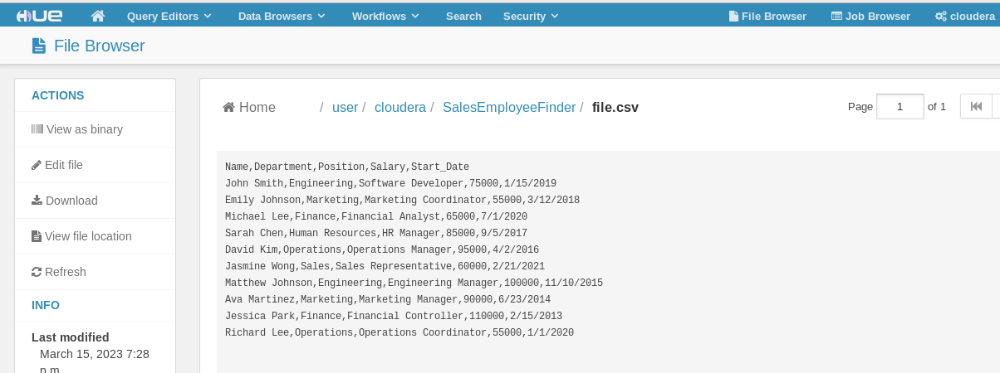 HUE Query Editors Data Browsers Workflows Search Security File Browser Job Browser cloudera
File Browser
ACTIONS
View as binary
Edit file
Download
View file location
Refresh
INFO
Last modified
March 15, 2023 7:28
p.m.
Home / user / cloudera / SalesEmployeeFinder / file.csv
Page 1 of 1
Name,Department,Position,Salary,Start_Date
John Smith,Engineering,Software Developer,75000,1/15/2019
Emily Johnson,Marketing,Marketing Coordinator,55000,3/12/2018
Michael Lee,Finance,Financial Analyst,65000,7/1/2020
Sarah Chen,Human Resources,HR Manager,85000,9/5/2017
David Kim,Operations,Operations Manager,95000,4/2/2016
Jasmine Wong,Sales,Sales Representative,60000,2/21/2021
Matthew Johnson,Engineering,Engineering Manager,100000,11/10/2015
Ava Martinez,Marketing,Marketing Manager,90000,6/23/2014
Jessica Park,Finance,Financial Controller,110000,2/15/2013
Richard Lee,Operations,Operations Coordinator,55000,1/1/2020